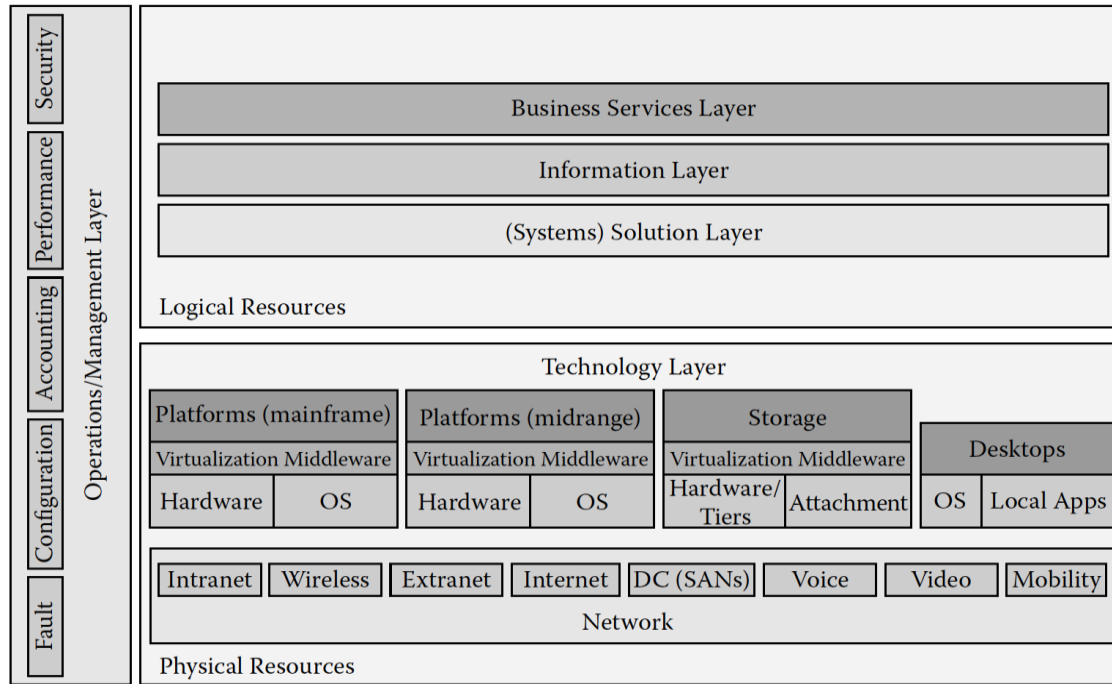 Security
Performance
Accounting
Configuration
Fault
Operations/Management Layer
Business Services Layer
Information Layer
(Systems) Solution Layer
Logical Resources
Technology Layer
Platforms (mainframe)
Virtualization Middleware
Hardware
OS
Platforms (midrange)
Virtualization Middleware
Hardware
OS
Storage
Virtualization Middleware
Hardware/
Tiers
Attachment
Desktops
OS
Local Apps
Intranet
Wireless
Extranet
Internet
DC (SANs)
Voice
Video
Mobility
Network
Physical Resources